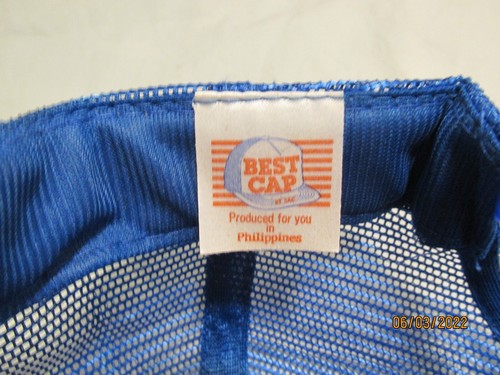 BEST
CAP
Produced for you
in
Philippines
06/03/2022